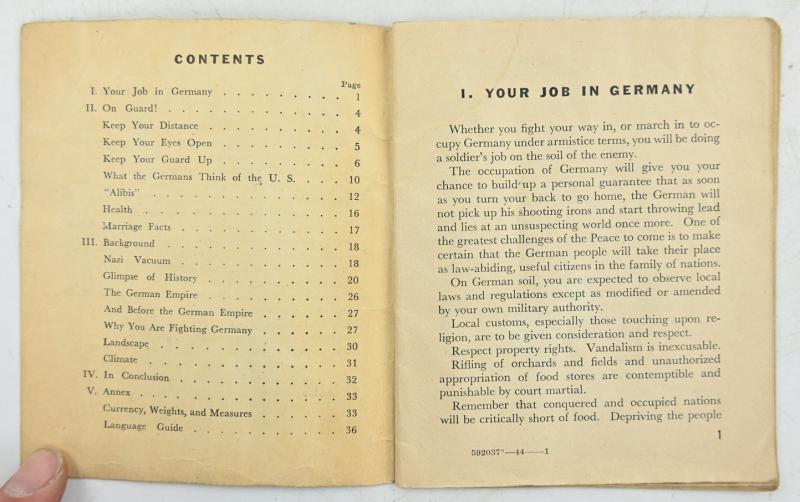 CONTENTS
Page
I. Your Job in Germany . . . . . . . . . 1
II. On Guard! . . . . . . . . . . . . 4
Keep Your Distance . . . . . . . . . 4
Keep Your Eyes Open . . . . . . . . 5
Keep Your Guard Up . . . . . . . . 6
What the Germans Think of the U. S. . . . 10
"Alibis" . . . . . . . . . . . . . 12
Health . . . . . . . . . . . . . 16
Marriage Facts . . . . . . . . . . . 17
III. Background . . . . . . . . . . . . 18
Nazi Vacuum . . . . . . . . . . . 18
Glimpse of History . . . . . . . . . 20
The German Empire . . . . . . . . . 26
And Before the German Empire . . . . . 27
Why You Are Fighting Germany . . . . . 27
Landscape . . . . . . . . . . . . 30
Climate . . . . . . . . . . . . . 31
IV. In Conclusion . . . . . . . . . . . 32
V. Annex . . . . . . . . . . . . . 33
Currency, Weights, and Measures . . . . . 33
Language Guide . . . . . . . . . . 36
I. YOUR JOB IN GERMANY
Whether you fight your way in, or march in to oc-
cupy Germany under armistice terms, you will be doing
a soldier's job on the soil of the enemy.
The occupation of Germany will give you your
chance to build up a personal guarantee that as soon
as you turn your back to go home, the German will
not pick up his shooting irons and start throwing lead
and lies at an unsuspecting world once more. One of
the greatest challenges of the Peace to come is to make
certain that the German people will take their place
as law-abiding, useful citizens in the family of nations.
On German soil, you are expected to observe local
laws and regulations except as modified or amended
by your own military authority.
Local customs, especially those touching upon re-
ligion, are to be given consideration and respect.
Respect property rights. Vandalism is inexcusable.
Rifling of orchards and fields and unauthorized
appropriation of food stores are contemptible and
punishable by court martial.
Remember that conquered and occupied nations
will be critically short of food. Depriving the people
1
592037°—44——1